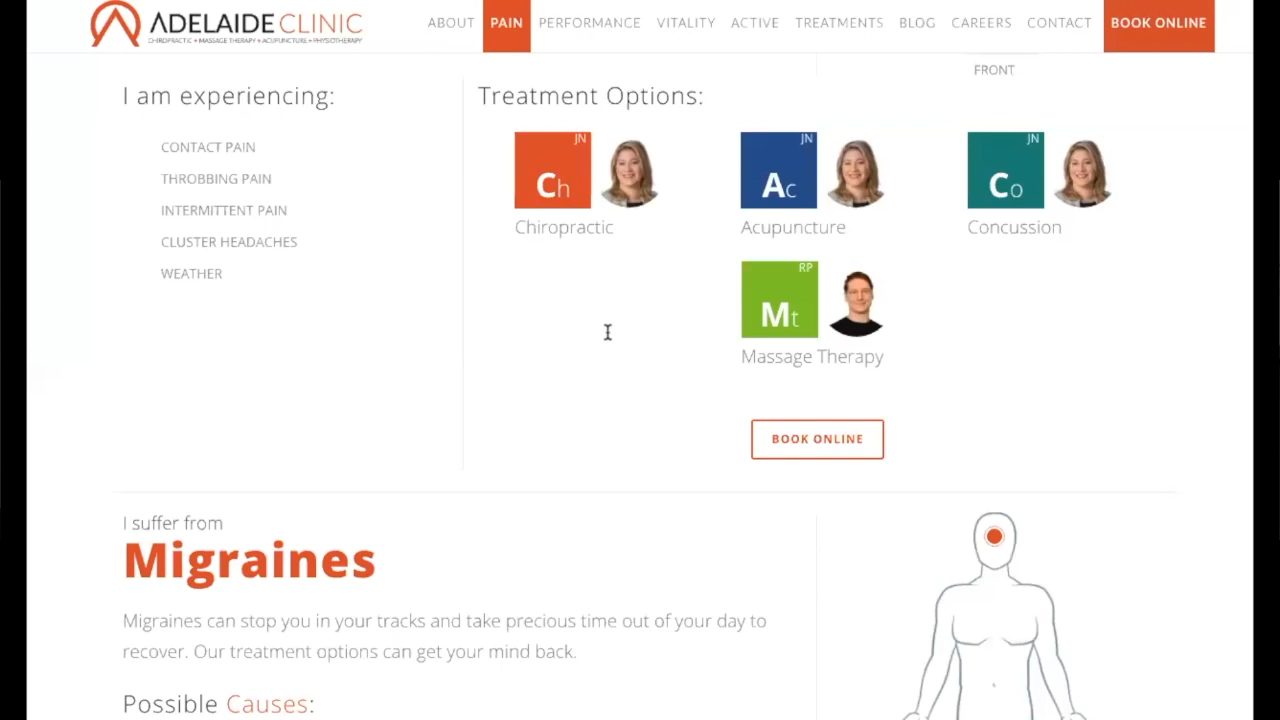 ADELAIDE CLINIC
CHIROPRACTIC + MASSAGE THERAPY + ACUPUNCTURE + PHYSIOTHERAPY
ABOUT PAIN PERFORMANCE VITALITY ACTIVE TREATMENTS BLOG CAREERS CONTACT BOOK ONLINE
FRONT
I am experiencing:
CONTACT PAIN
THROBBING PAIN
INTERMITTENT PAIN
CLUSTER HEADACHES
WEATHER
Treatment Options:
JN
Ch
Chiropractic
JN
Ac
Acupuncture
JN
Co
Concussion
RP
Mt
Massage Therapy
BOOK ONLINE
I suffer from
Migraines
Migraines can stop you in your tracks and take precious time out of your day to
recover. Our treatment options can get your mind back.
Possible Causes: